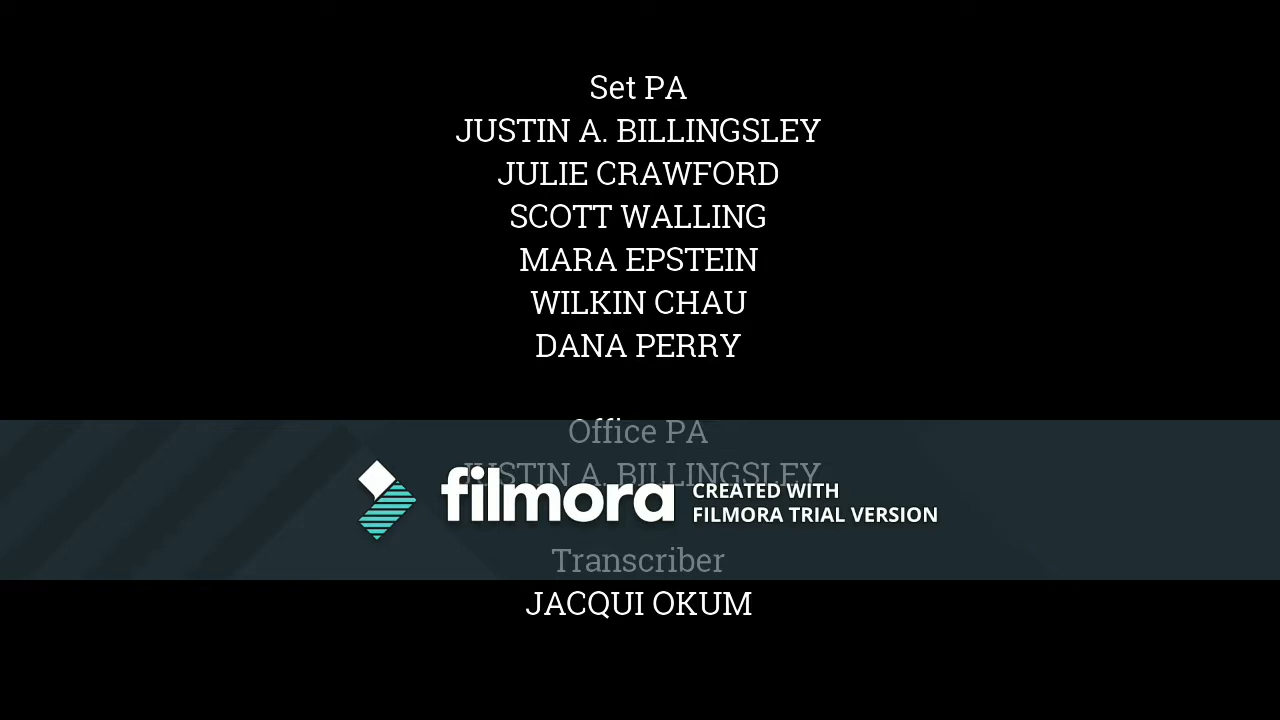 Set PA
JUSTIN A. BILLINGSLEY
JULIE CRAWFORD
SCOTT WALLING
MARA EPSTEIN
WILKIN CHAU
DANA PERRY
Office PA
JUSTIN A. BILLINGSLEY
filmora
CREATED WITH
FILMORA TRIAL VERSION
Transcriber
JACQUI OKUM